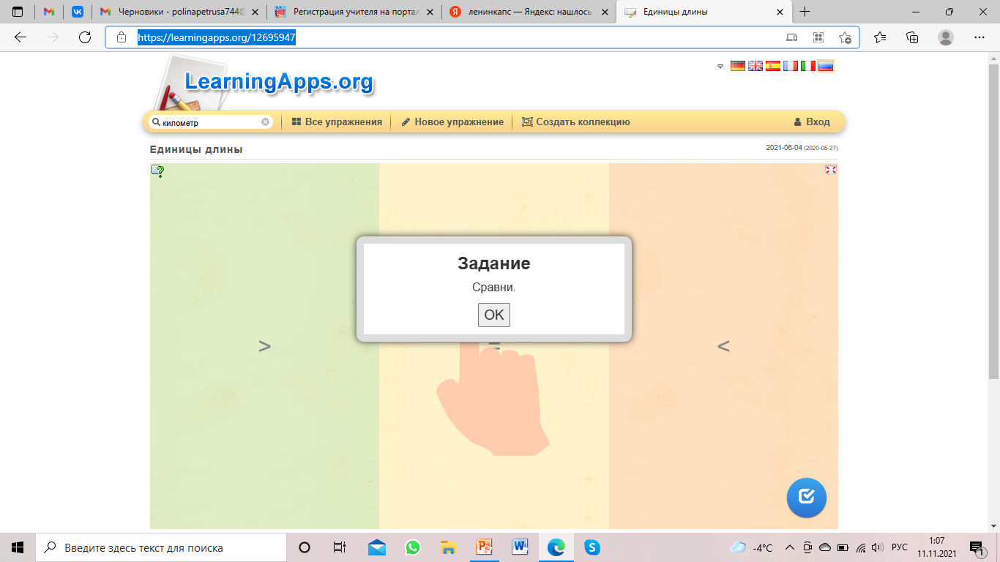 Черновики - polinapetrusa744@
Регистрация учителя на портал
ленинкапс — Яндекс: нашлось
Единицы длины
https://learningapps.org/12695947
LearningApps.org
километр
Все упражнения
Новое упражнение
Создать коллекцию
Вход
Единицы длины
2021-06-04 (2020-05-27)
Задание
Сравни.
OK
>
=
<
Введите здесь текст для поиска
-4°C
РУС
1:07
11.11.2021
1